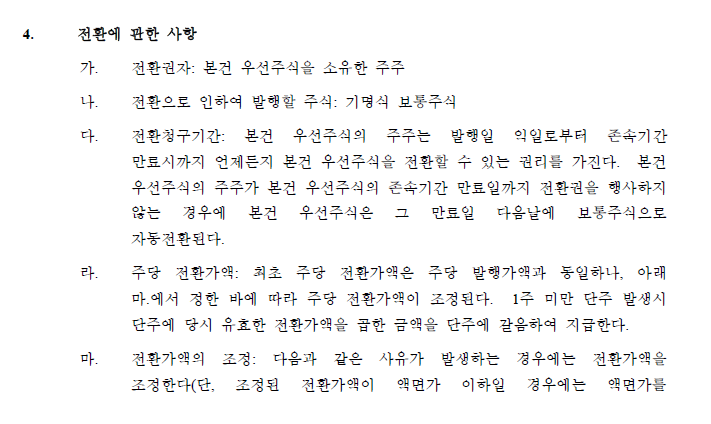 4. 전환에 관한 사항
가. 전환권자: 본건 우선주식을 소유한 주주
나. 전환으로 인하여 발행할 주식: 기명식 보통주식
다. 전환청구기간: 본건 우선주식의 주주는 발행일 익일로부터 존속기간
만료시까지 언제든지 본건 우선주식을 전환할 수 있는 권리를 가진다. 본건
우선주식의 주주가 본건 우선주식의 존속기간 만료일까지 전환권을 행사하지
않는 경우에 본건 우선주식은 그 만료일 다음날에 보통주식으로
자동전환된다.
라. 주당 전환가액: 최초 주당 전환가액은 주당 발행가액과 동일하나, 아래
마.에서 정한 바에 따라 주당 전환가액이 조정된다. 1주 미만 단주 발생시
단주에 당시 유효한 전환가액을 곱한 금액을 단주에 갈음하여 지급한다.
마. 전환가액의 조정: 다음과 같은 사유가 발생하는 경우에는 전환가액을
조정한다(단, 조정된 전환가액이 액면가 이하일 경우에는 액면가를